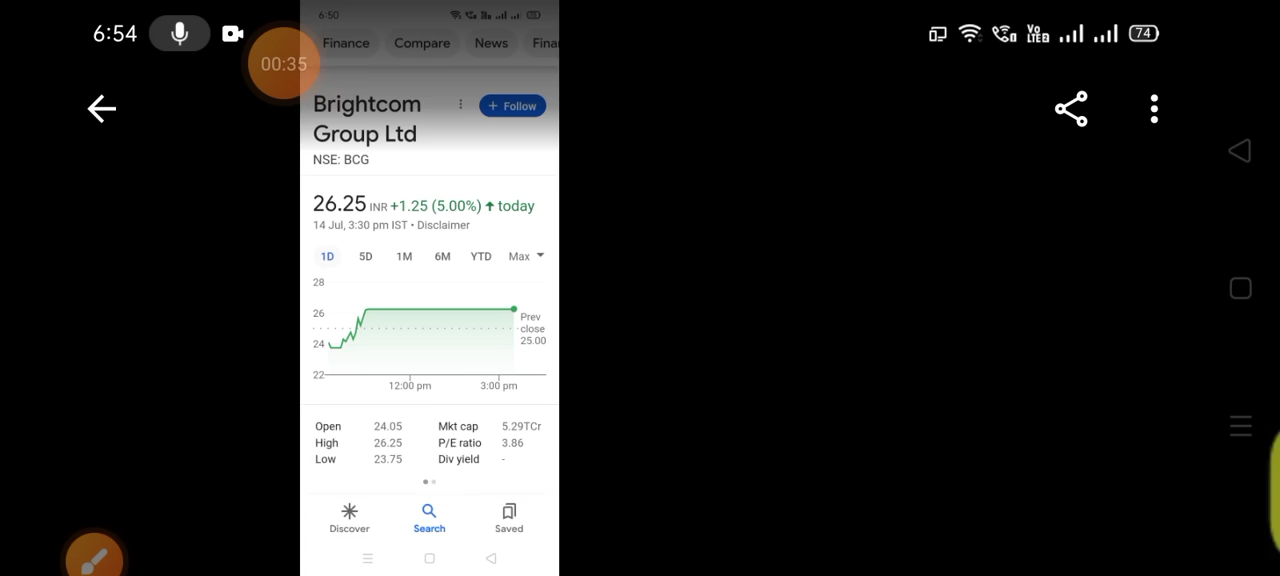 6:54
74
00:35
6:50
Finance Compare News Finar
Brightcom
Group Ltd
+ Follow
NSE: BCG
26.25 INR +1.25 (5.00%) ↑ today
14 Jul, 3:30 pm IST • Disclaimer
1D 5D 1M 6M YTD Max
28
26
24
22
Prev
close
25.00
12:00 pm 3:00 pm
Open 24.05 Mkt cap 5.29TCr
High 26.25 P/E ratio 3.86
Low 23.75 Div yield -
Discover Search Saved